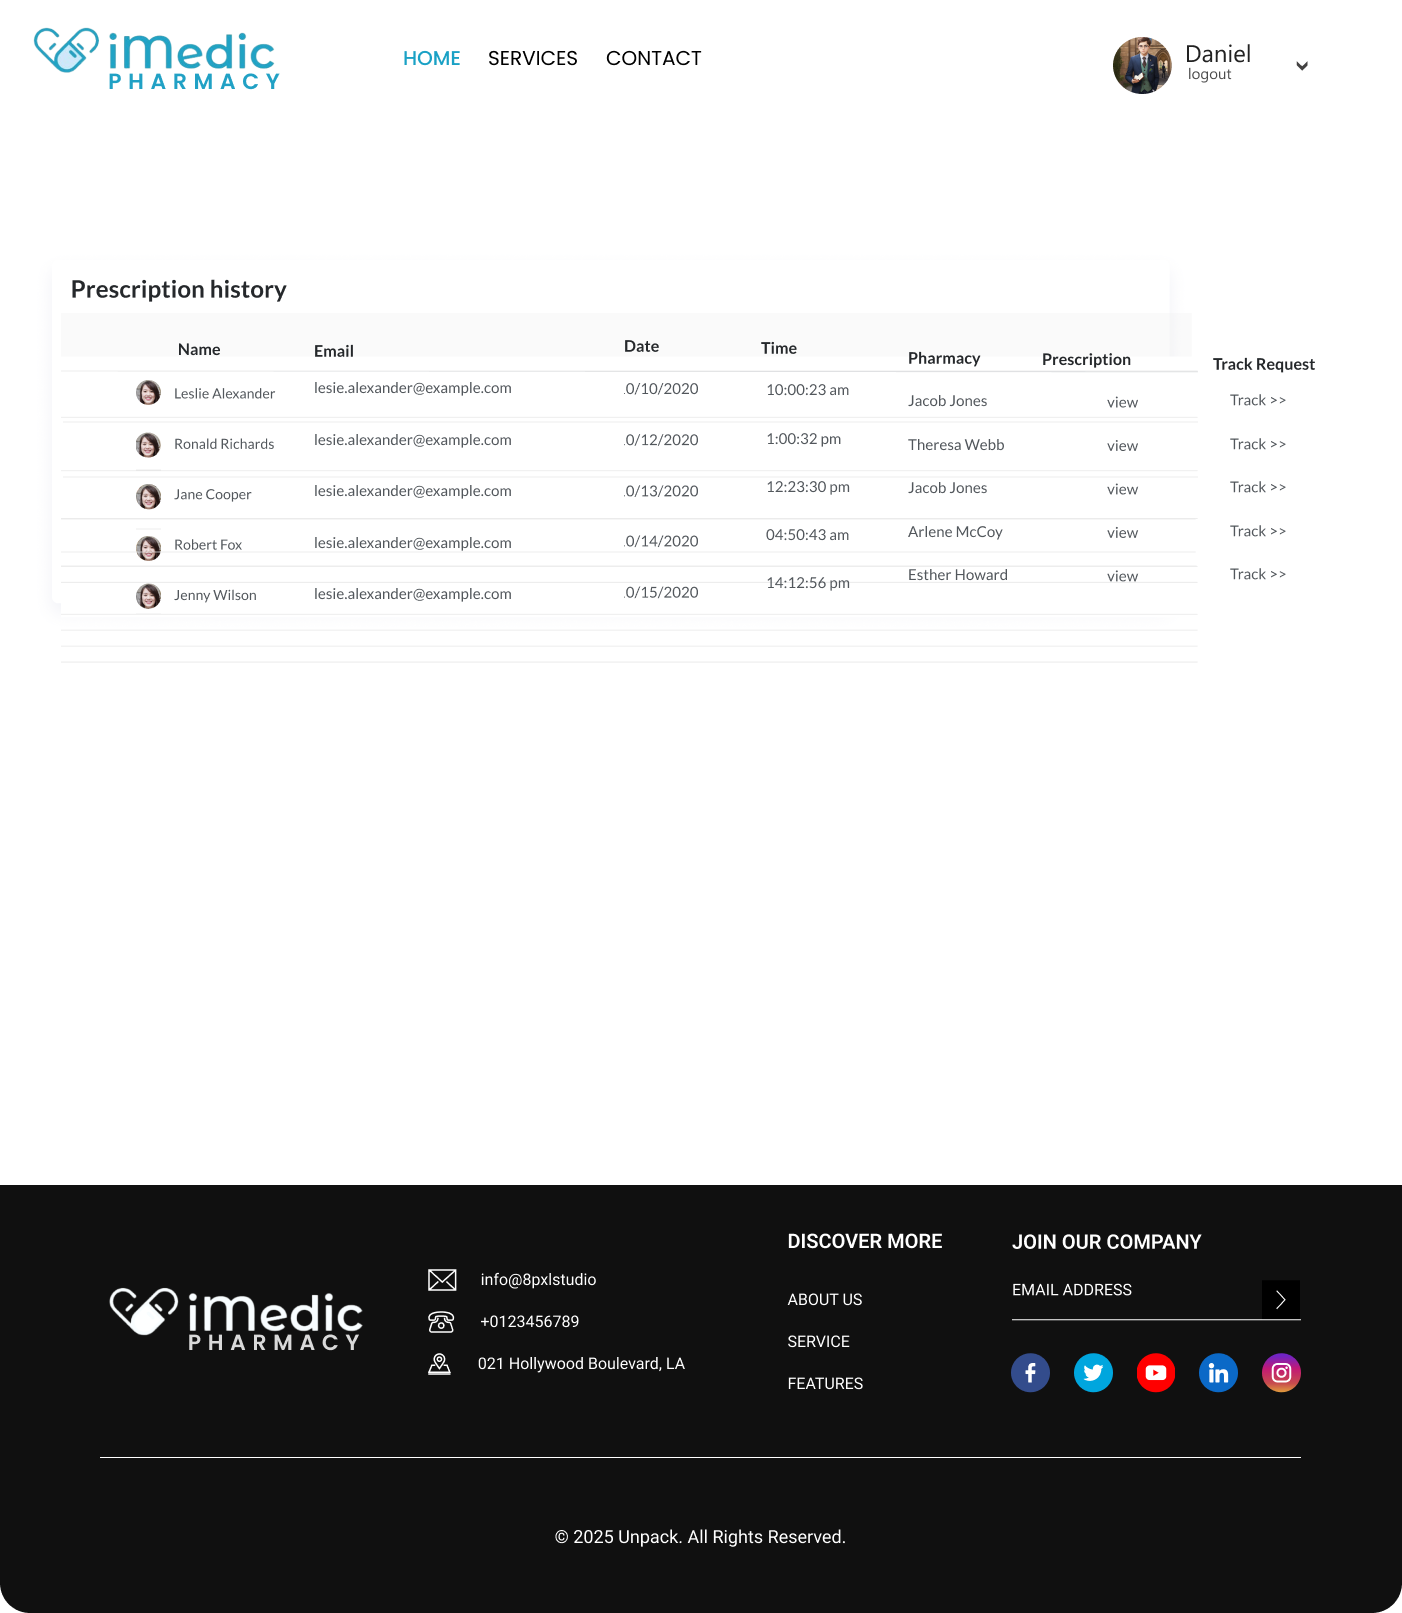 iMedic
PHARMACY
HOME SERVICES CONTACT
Daniel
logout
Prescription history
Name Email Date Time Pharmacy Prescription Track Request
Leslie Alexander lesie.alexander@example.com .0/10/2020 10:00:23 am Jacob Jones view Track >>
Ronald Richards lesie.alexander@example.com .0/12/2020 1:00:32 pm Theresa Webb view Track >>
Jane Cooper lesie.alexander@example.com .0/13/2020 12:23:30 pm Jacob Jones view Track >>
Robert Fox lesie.alexander@example.com .0/14/2020 04:50:43 am Arlene McCoy view Track >>
Jenny Wilson lesie.alexander@example.com .0/15/2020 14:12:56 pm Esther Howard view Track >>
iMedic
PHARMACY
info@8pxlstudio
+0123456789
021 Hollywood Boulevard, LA
DISCOVER MORE
ABOUT US
SERVICE
FEATURES
JOIN OUR COMPANY
EMAIL ADDRESS
© 2025 Unpack. All Rights Reserved.